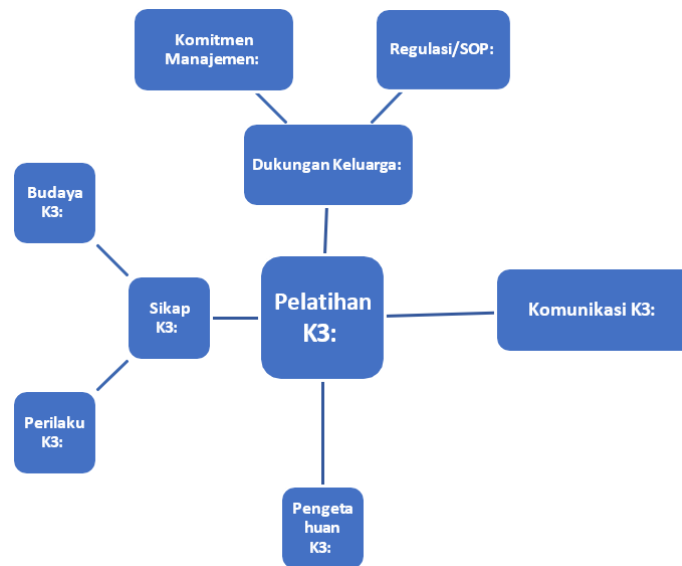 Komitmen
Manajemen:
Regulasi/SOP:
Dukungan Keluarga:
Budaya
K3:
Sikap
K3:
Pelatihan
K3:
Komunikasi K3:
Perilaku
K3:
Pengeta
huan
K3: